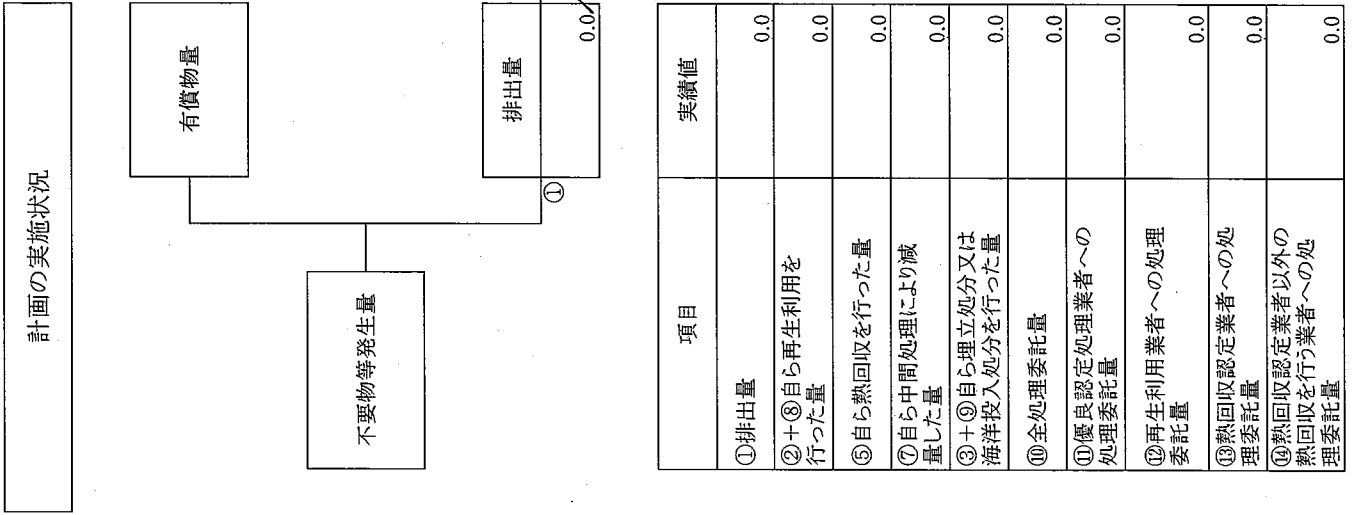 計画の実施状況
有償物量
不要物等発生量
排出量
①
0.0
項目
実績値
①排出量
0.0
②+⑧自ら再生利用を
行った量
0.0
⑤自ら熱回収を行った量
0.0
⑦自ら中間処理により減
量した量
0.0
③+⑨自ら埋立処分又は
海洋投入処分を行った量
0.0
⑩全処理委託量
0.0
⑪優良認定処理業者への
処理委託量
0.0
⑫再生利用業者への処理
委託量
0.0
⑬熱回収認定業者への処
理委託量
0.0
⑭熱回収認定業者以外の
熱回収を行う業者への処
理委託量
0.0